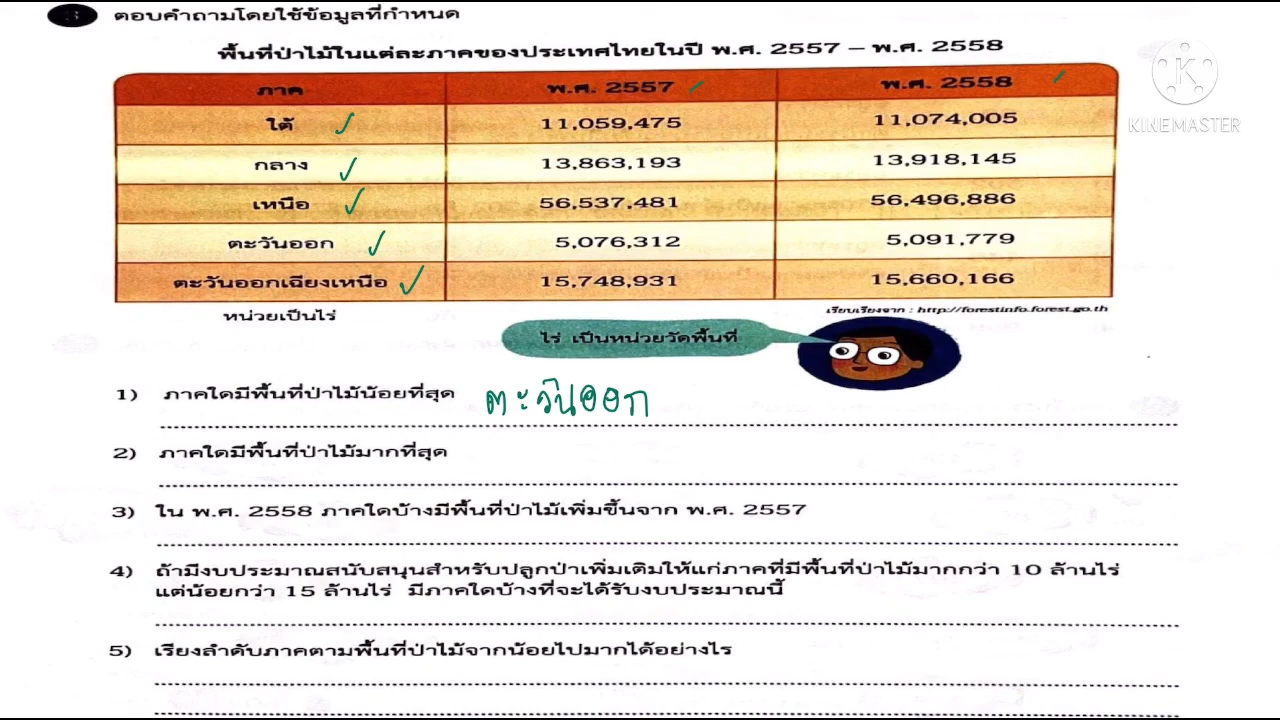 3 ตอบคำถามโดยใช้ข้อมูลที่กำหนด
พื้นที่ป่าไม้ในแต่ละภาคของประเทศไทยในปี พ.ศ. 2557 – พ.ศ. 2558
ภาค พ.ศ. 2557 พ.ศ. 2558
ใต้ 11,059,475 11,074,005
กลาง 13,863,193 13,918,145
เหนือ 56,537,481 56,496,886
ตะวันออก 5,076,312 5,091,779
ตะวันออกเฉียงเหนือ 15,748,931 15,660,166
หน่วยเป็นไร่ เรียบเรียงจาก : http://forestinfo.forest.go.th
ไร่ เป็นหน่วยวัดพื้นที่
1) ภาคใดมีพื้นที่ป่าไม้น้อยที่สุด ตะวันออก
2) ภาคใดมีพื้นที่ป่าไม้มากที่สุด
3) ใน พ.ศ. 2558 ภาคใดบ้างมีพื้นที่ป่าไม้เพิ่มขึ้นจาก พ.ศ. 2557
4) ถ้ามีงบประมาณสนับสนุนสำหรับปลูกป่าเพิ่มเติมให้แก่ภาคที่มีพื้นที่ป่าไม้มากกว่า 10 ล้านไร่
แต่น้อยกว่า 15 ล้านไร่ มีภาคใดบ้างที่จะได้รับงบประมาณนี้
5) เรียงลำดับภาคตามพื้นที่ป่าไม้จากน้อยไปมากได้อย่างไร
K
KINEMASTER